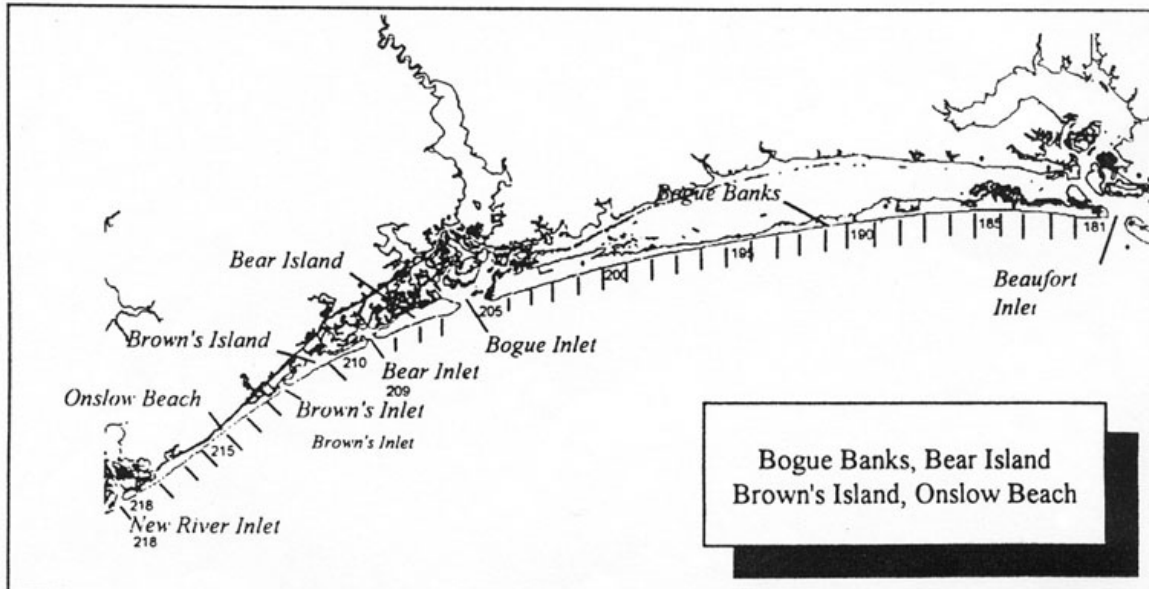 Bogue Banks
190
185
181
195
200
Beaufort
Inlet
Bear Island
205
Bogue Inlet
Brown's Island
210
Bear Inlet
209
Onslow Beach
Brown's Inlet
Brown's Inlet
215
218
New River Inlet
218
Bogue Banks, Bear Island
Brown's Island, Onslow Beach